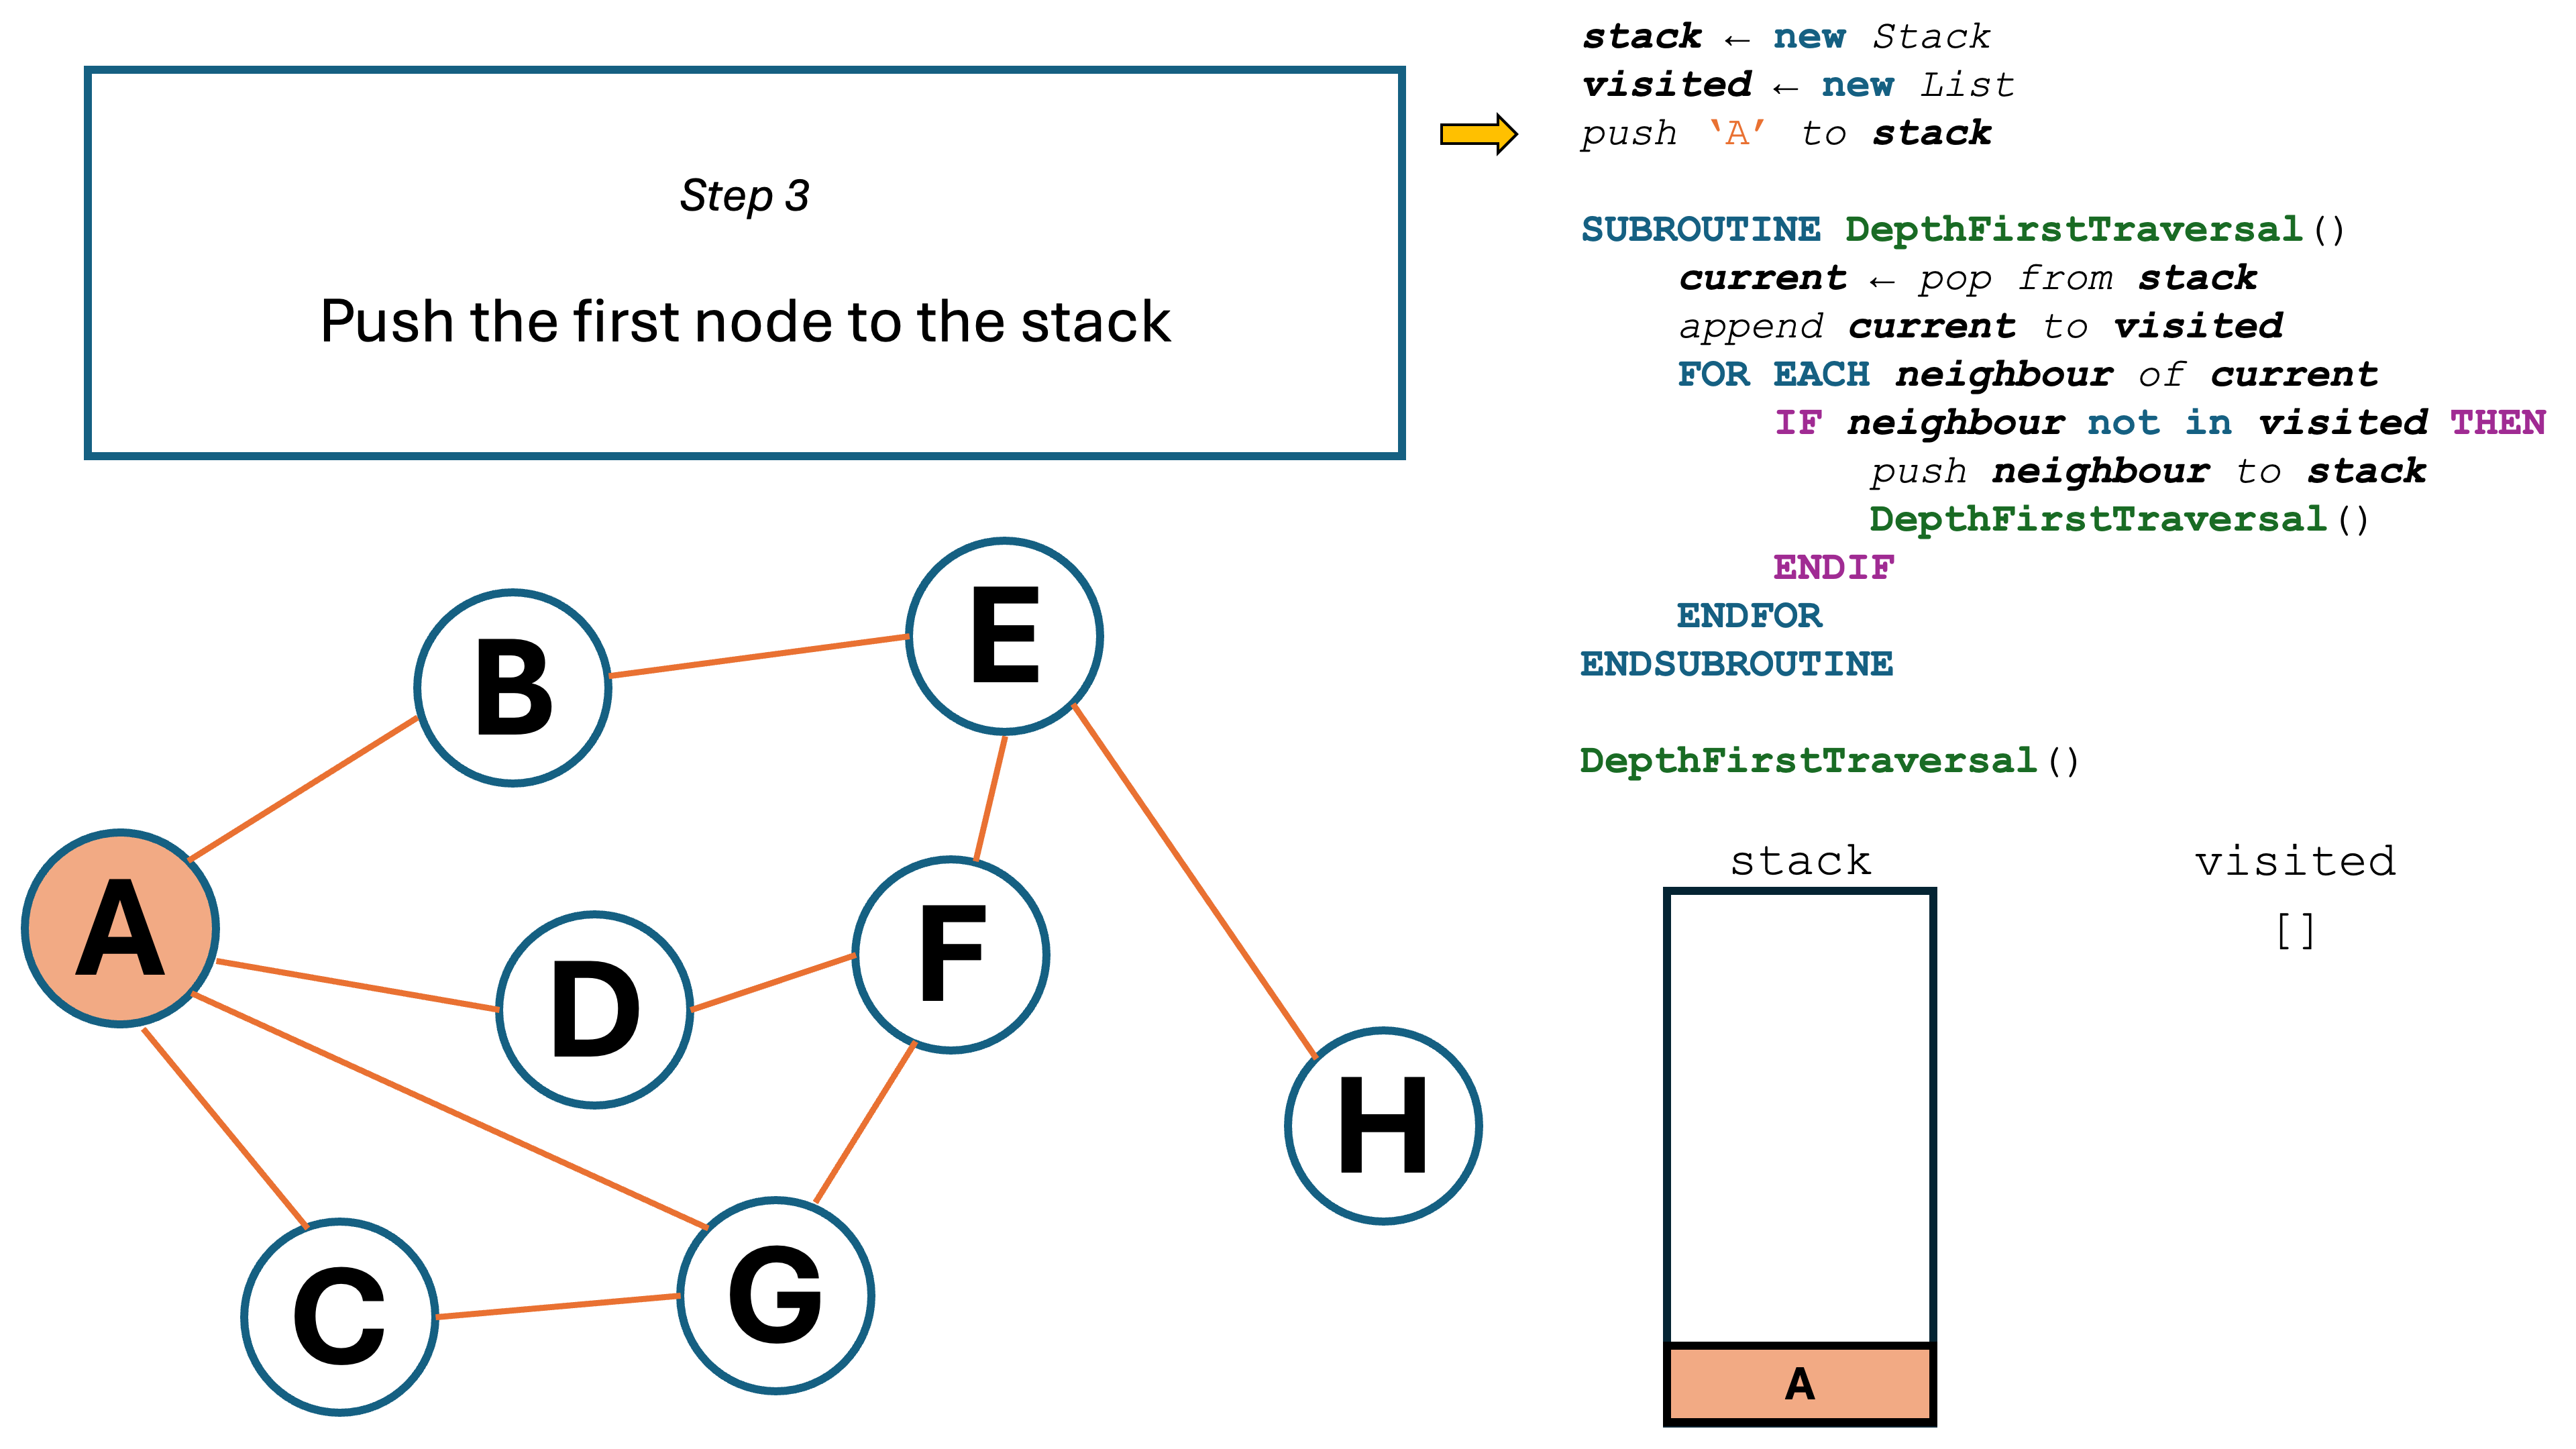 Step 3
Push the first node to the stack
stack ← new Stack
visited ← new List
push ‘A’ to stack
SUBROUTINE DepthFirstTraversal()
current ← pop from stack
append current to visited
FOR EACH neighbour of current
IF neighbour not in visited THEN
push neighbour to stack
DepthFirstTraversal()
ENDIF
ENDFOR
ENDSUBROUTINE
DepthFirstTraversal()
B
E
A
D
F
C
G
H
stack
visited
[]
A